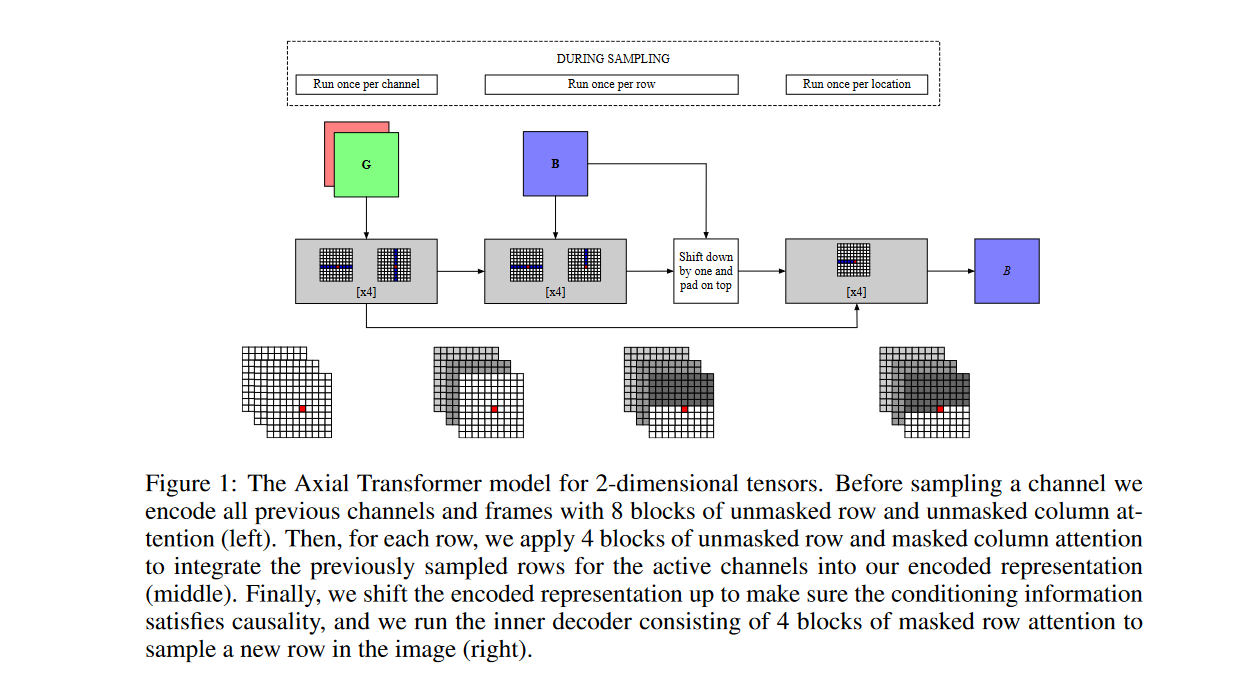 DURING SAMPLING
Run once per channel
Run once per row
Run once per location
G
B
Shift down
by one and
pad on top
B
[x4]
[x4]
[x4]
Figure 1: The Axial Transformer model for 2-dimensional tensors. Before sampling a channel we
encode all previous channels and frames with 8 blocks of unmasked row and unmasked column at-
tention (left). Then, for each row, we apply 4 blocks of unmasked row and masked column attention
to integrate the previously sampled rows for the active channels into our encoded representation
(middle). Finally, we shift the encoded representation up to make sure the conditioning information
satisfies causality, and we run the inner decoder consisting of 4 blocks of masked row attention to
sample a new row in the image (right).